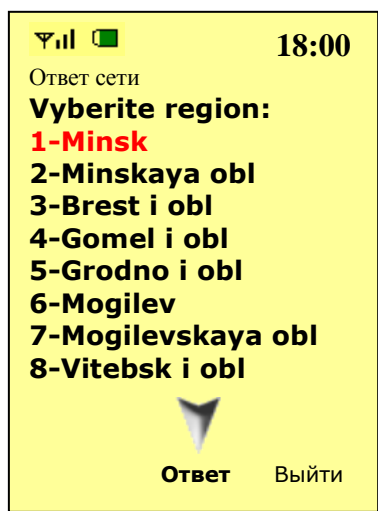 18:00
Ответ сети
Vyberite region:
1-Minsk
2-Minskaya obl
3-Brest i obl
4-Gomel i obl
5-Grodno i obl
6-Mogilev
7-Mogilevskaya obl
8-Vitebsk i obl
Ответ Выйти